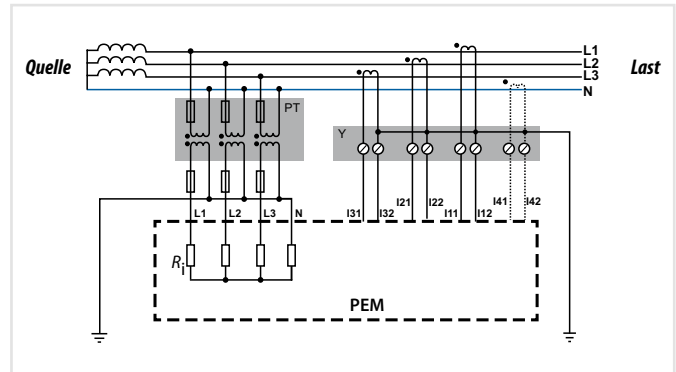 L1
Quelle
L2
Last
L3
N
PT
Y
L1 L2 L3 N
I31 I32 I21 I22 I11 I12 I41 I42
Ri
PEM